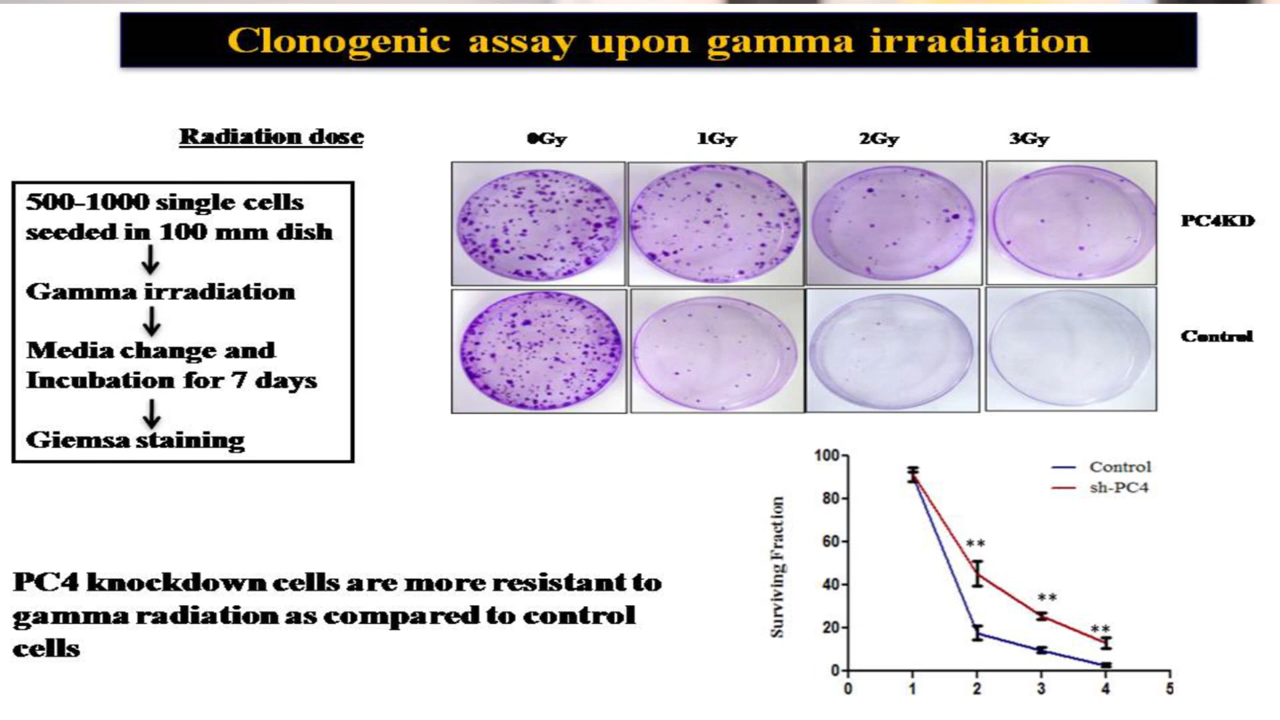 Clonogenic assay upon gamma irradiation
Radiation dose
0Gy 1Gy 2Gy 3Gy
500-1000 single cells
seeded in 100 mm dish
Gamma irradiation
Media change and
Incubation for 7 days
Giemsa staining
PC4KD
Control
PC4 knockdown cells are more resistant to
gamma radiation as compared to control
cells
Surviving Fraction
100
80
60
40
20
0
Control
sh-PC4
**
**
**
0 1 2 3 4 5